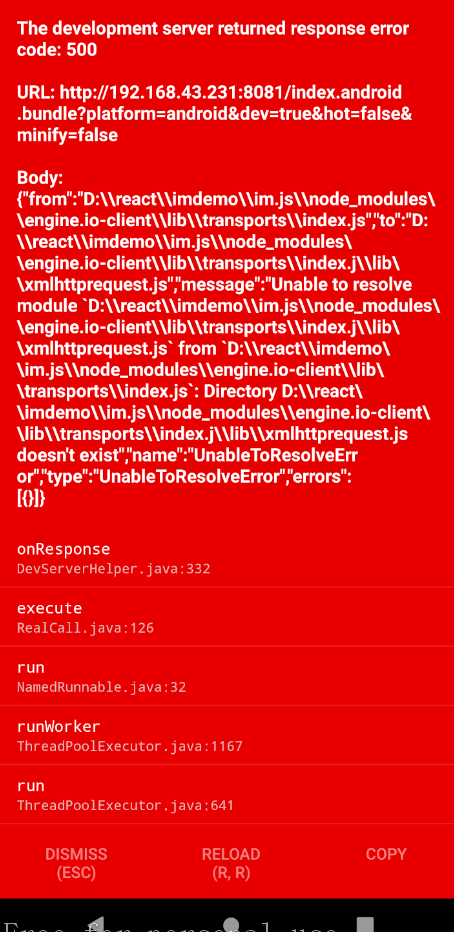 The development server returned response error
code: 500
URL: http://192.168.43.231:8081/index.android
.bundle?platform=android&dev=true&hot=false&
minify=false
Body:
{"from":"D:\\react\\imdemo\\im.js\\node_modules\
\engine.io-client\\lib\\transports\\index.js","to":"D:
\\react\\imdemo\\im.js\\node_modules\
\engine.io-client\\lib\\transports\\index.j\\lib\
\xmlhttprequest.js","message":"Unable to resolve
module `D:\\react\\imdemo\\im.js\\node_modules\
\engine.io-client\\lib\\transports\\index.j\\lib\
\xmlhttprequest.js` from `D:\\react\\imdemo\
\im.js\\node_modules\\engine.io-client\\lib\
\transports\\index.js`: Directory D:\\react\
\imdemo\\im.js\\node_modules\\engine.io-client\
\lib\\transports\\index.j\\lib\\xmlhttprequest.js
doesn't exist","name":"UnableToResolveErr
or","type":"UnableToResolveError","errors":
[{}]}
onResponse
DevServerHelper.java:332
execute
RealCall.java:126
run
NamedRunnable.java:32
runWorker
ThreadPoolExecutor.java:1167
run
ThreadPoolExecutor.java:641
DISMISS
(ESC)
RELOAD
(R, R)
COPY
Free for personal use